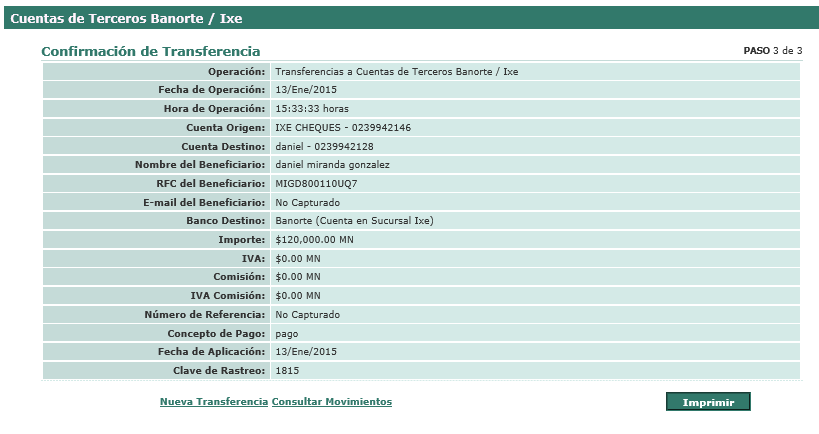 Cuentas de Terceros Banorte / Ixe
Confirmación de Transferencia PASO 3 de 3
Operación: Transferencias a Cuentas de Terceros Banorte / Ixe
Fecha de Operación: 13/Ene/2015
Hora de Operación: 15:33:33 horas
Cuenta Origen: IXE CHEQUES - 0239942146
Cuenta Destino: daniel - 0239942128
Nombre del Beneficiario: daniel miranda gonzalez
RFC del Beneficiario: MIGD800110UQ7
E-mail del Beneficiario: No Capturado
Banco Destino: Banorte (Cuenta en Sucursal Ixe)
Importe: $120,000.00 MN
IVA: $0.00 MN
Comisión: $0.00 MN
IVA Comisión: $0.00 MN
Número de Referencia: No Capturado
Concepto de Pago: pago
Fecha de Aplicación: 13/Ene/2015
Clave de Rastreo: 1815
Nueva Transferencia Consultar Movimientos Imprimir